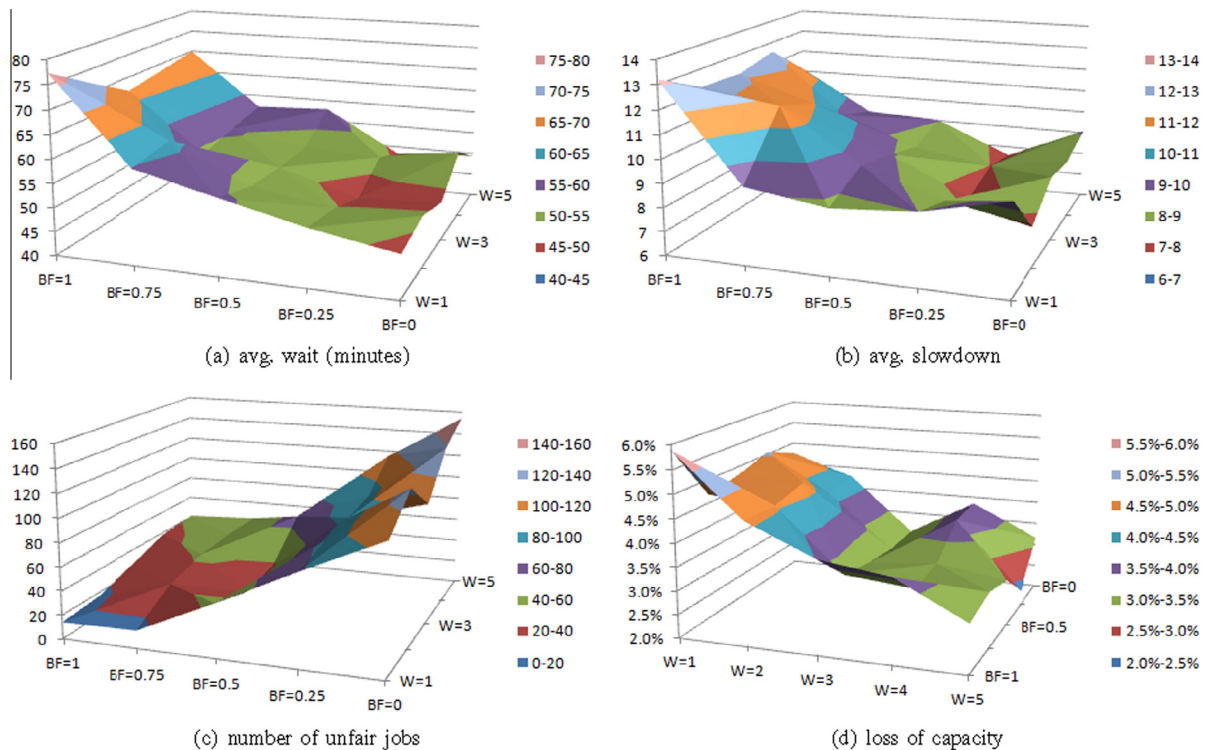 80
75
70
65
60
55
50
45
40
BF=1
BF=0.75
BF=0.5
BF=0.25
BF=0
W=1
W=3
W=5
75-80
70-75
65-70
60-65
55-60
50-55
45-50
40-45
(a) avg. wait (minutes)
14
13
12
11
10
9
8
7
6
BF=1
BF=0.75
BF=0.5
BF=0.25
BF=0
W=1
W=3
W=5
13-14
12-13
11-12
10-11
9-10
8-9
7-8
6-7
(b) avg. slowdown
160
140
120
100
80
60
40
20
0
BF=1
BF=0.75
BF=0.5
BF=0.25
BF=0
W=1
W=3
W=5
140-160
120-140
100-120
80-100
60-80
40-60
20-40
0-20
(c) number of unfair jobs
6.0%
5.5%
5.0%
4.5%
4.0%
3.5%
3.0%
2.5%
2.0%
W=1
W=2
W=3
W=4
W=5
BF=1
BF=0.5
BF=0
5.5%-6.0%
5.0%-5.5%
4.5%-5.0%
4.0%-4.5%
3.5%-4.0%
3.0%-3.5%
2.5%-3.0%
2.0%-2.5%
(d) loss of capacity